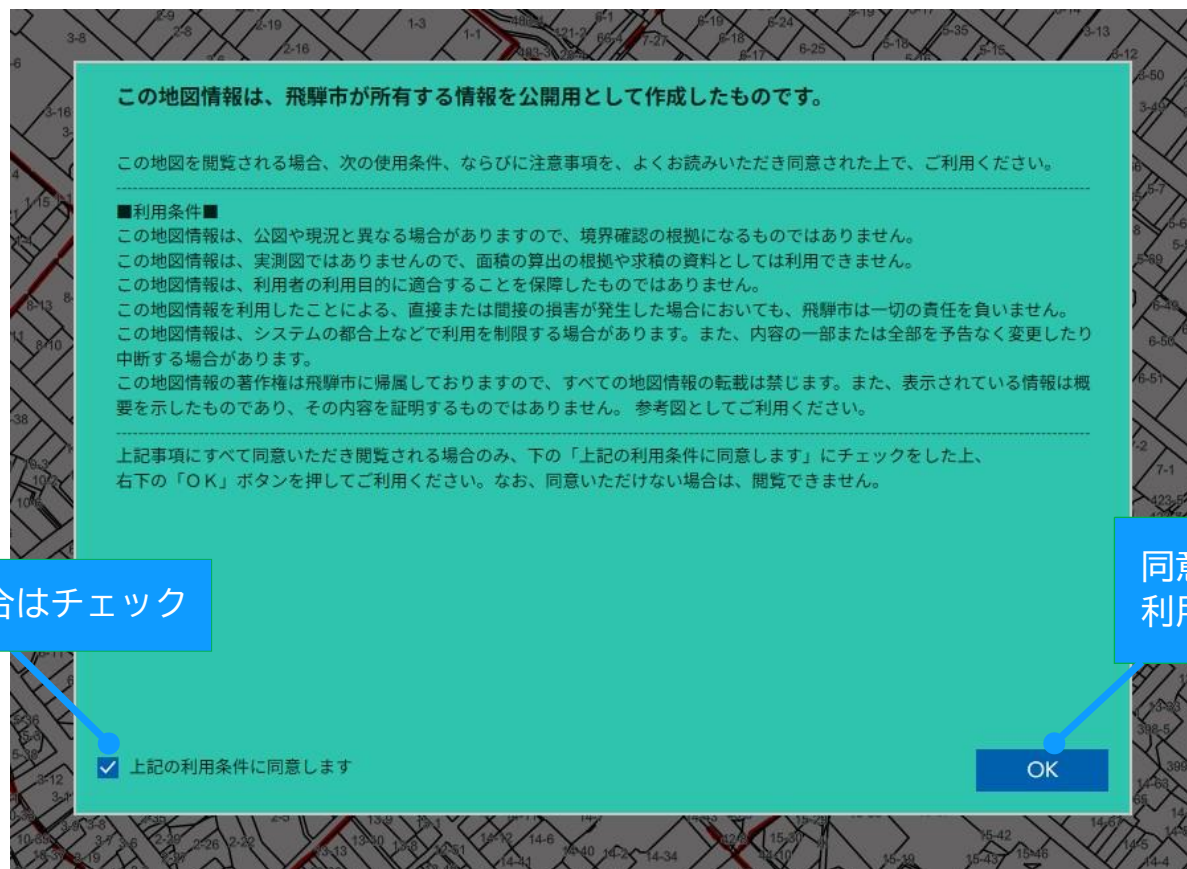 この地図情報は、飛騨市が所有する情報を公開用として作成したものです。
この地図を閲覧される場合、次の使用条件、ならびに注意事項を、よくお読みいただき同意された上で、ご利用ください。
■利用条件■
この地図情報は、公図や現況と異なる場合がありますので、境界確認の根拠になるものではありません。
この地図情報は、実測図ではありませんので、面積の算出の根拠や求積の資料としては利用できません。
この地図情報は、利用者の利用目的に適合することを保障したものではありません。
この地図情報を利用したことによる、直接または間接の損害が発生した場合においても、飛騨市は一切の責任を負いません。
この地図情報は、システムの都合上などで利用を制限する場合があります。また、内容の一部または全部を予告なく変更したり
中断する場合があります。
この地図情報の著作権は飛騨市に帰属しておりますので、すべての地図情報の転載は禁じます。また、表示されている情報は概
要を示したものであり、その内容を証明するものではありません。 参考図としてご利用ください。
上記事項にすべて同意いただき閲覧される場合のみ、下の「上記の利用条件に同意します」にチェックをした上、
右下の「ＯＫ」ボタンを押してご利用ください。なお、同意いただけない場合は、閲覧できません。
合はチェック
同意
利用
上記の利用条件に同意します
OK